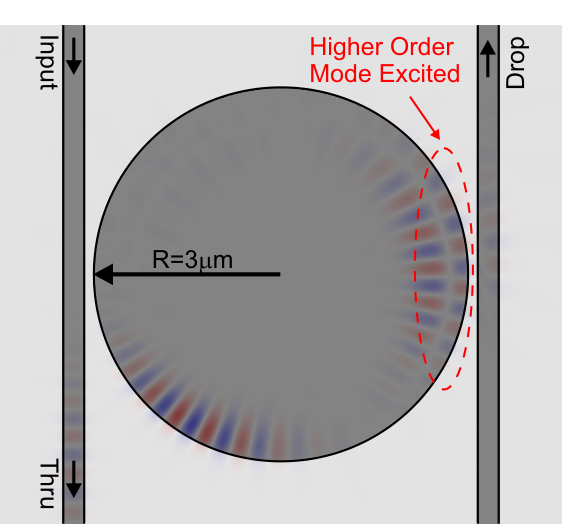 Input
Higher Order
Mode Excited
Drop
R=3μm
Thru